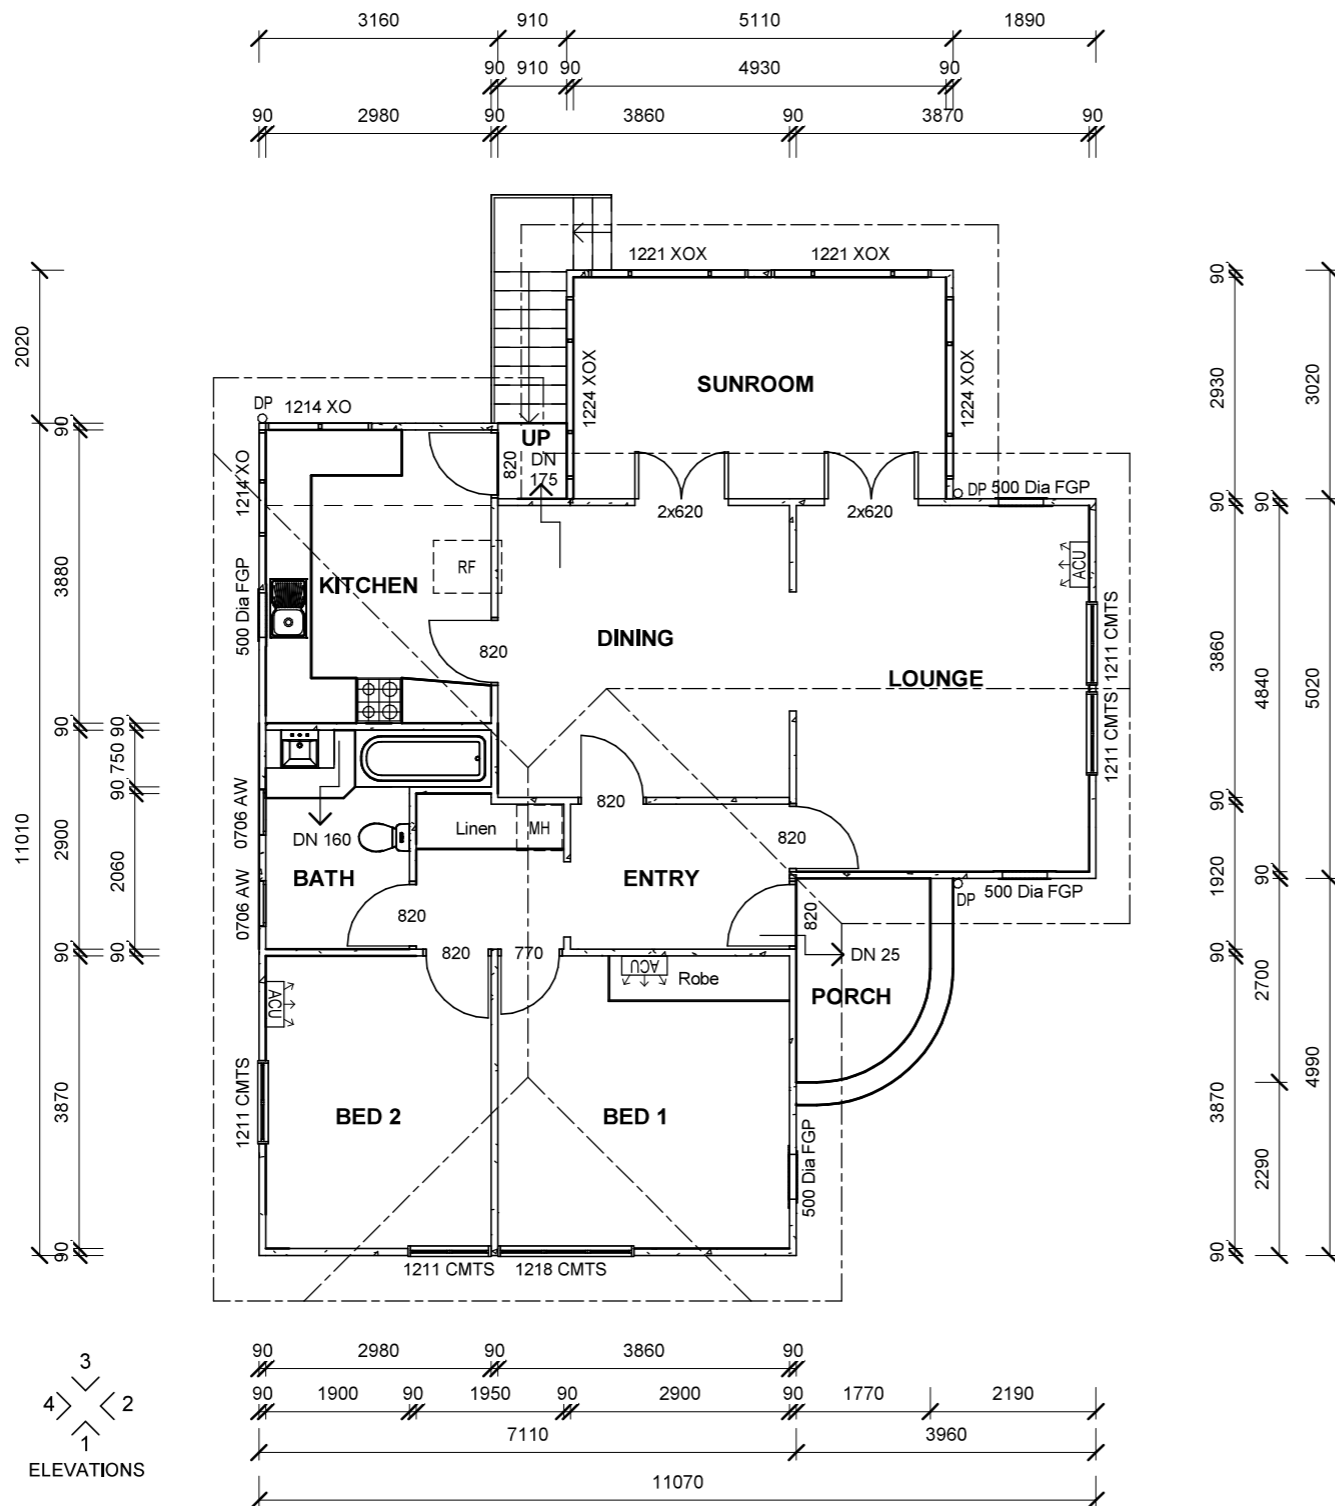 3160 910 5110 1890
90 910 90 4930 90
90 2980 90 3860 90 3870 90
1221 XOX 1221 XOX
1224 XOX
SUNROOM
1224 XOX
DP 1214 XO
UP
DN
175
820
1214 XO
DP 500 Dia FGP
2x620 2x620
RF
ACU
KITCHEN
500 Dia FGP
DINING
820
LOUNGE
1211 CMTS
1211 CMTS
820
0706 AW
DN 160
Linen MH
820
BATH
ENTRY
500 Dia FGP
DP
0706 AW
820
820
820 770
DN 25
ACU
Robe
ACU
PORCH
1211 CMTS
BED 2 BED 1
500 Dia FGP
1211 CMTS 1218 CMTS
2020
11010
90
3880
90
2900
90
3870
90
90
750
90
2060
90
90
2930
90
3860
90
1920
90
3870
90
90
4840
90
2700
2290
3020
5020
4990
90 2980 90 3860 90
90 1900 90 1950 90 2900 90 1770 2190
7110 3960
11070
3
4 2
1
ELEVATIONS